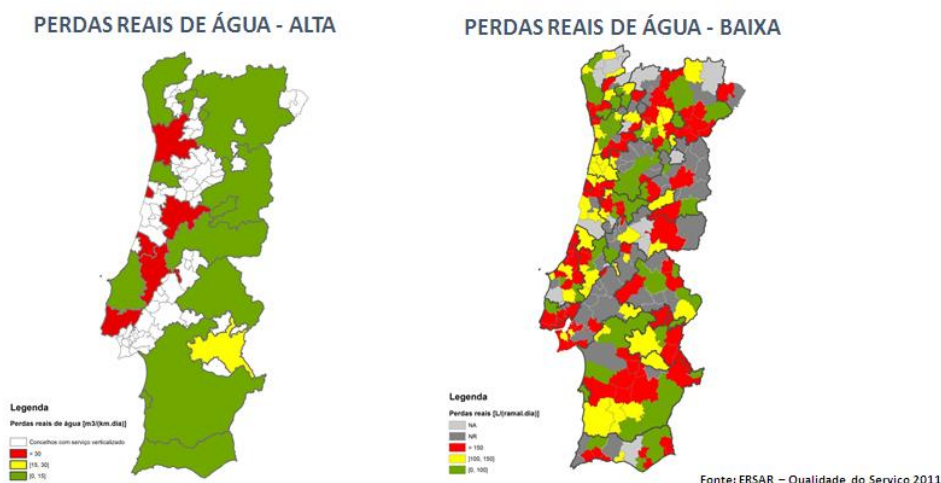 PERDAS REAIS DE ÁGUA - ALTA
PERDAS REAIS DE ÁGUA - BAIXA
Legenda
Perdas reais de água [m3/(km.dia)]
Concelhos com serviço verticalizado
> 30
[15, 30]
[0, 15]
Legenda
Perdas reais [L/(ramal.dia)]
NA
NR
> 150
[100, 150]
[0, 100]
Fonte: ERSAR – Qualidade do Serviço 2011